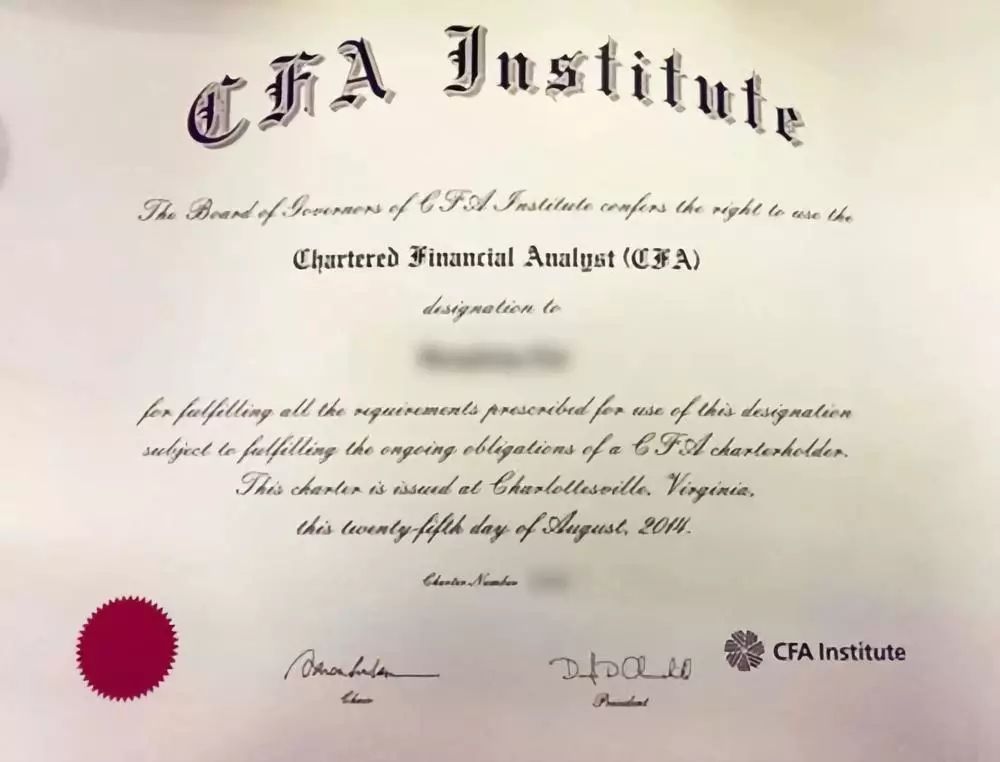 CFA Institute
The Board of Governors of CFA Institute confers the right to use the
Chartered Financial Analyst (CFA)
designation to
for fulfilling all the requirements prescribed for use of this designation
subject to fulfilling the ongoing obligations of a CFA charterholder.
This charter is issued at Charlottesville, Virginia,
this twenty-fifth day of August, 2014.
Charter Number
CFA Institute
Chair
President